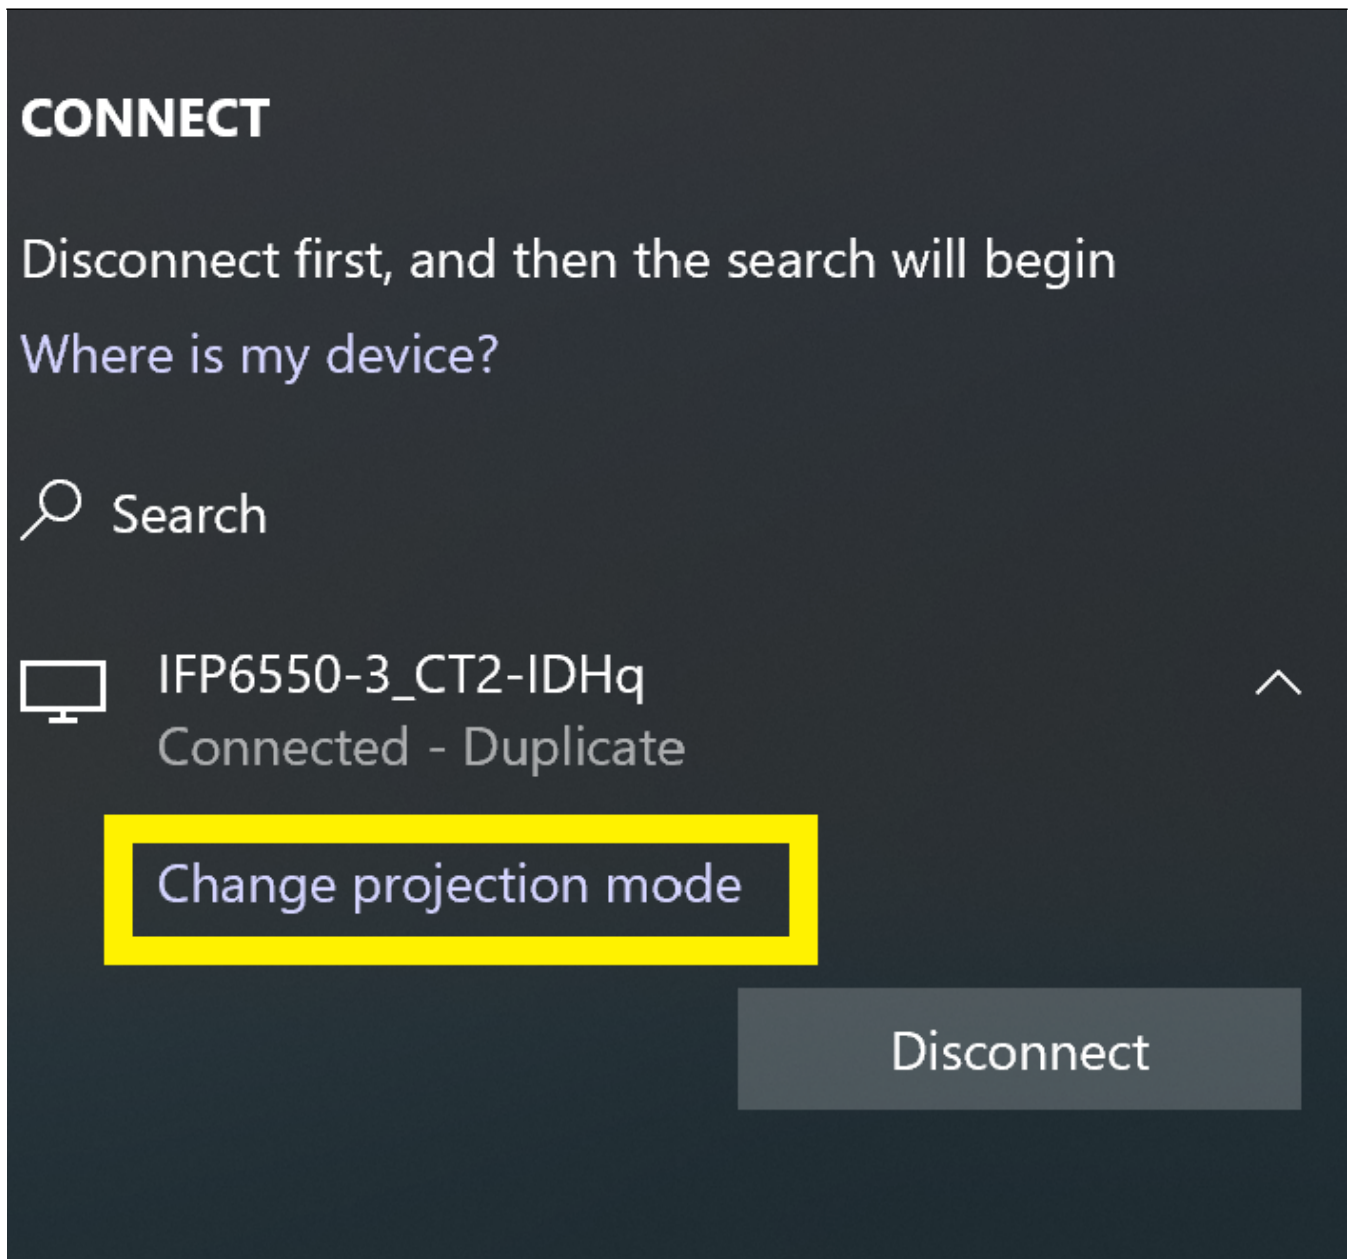 CONNECT
Disconnect first, and then the search will begin
Where is my device?
Search
IFP6550-3_CT2-IDHq
Connected - Duplicate
Change projection mode
Disconnect